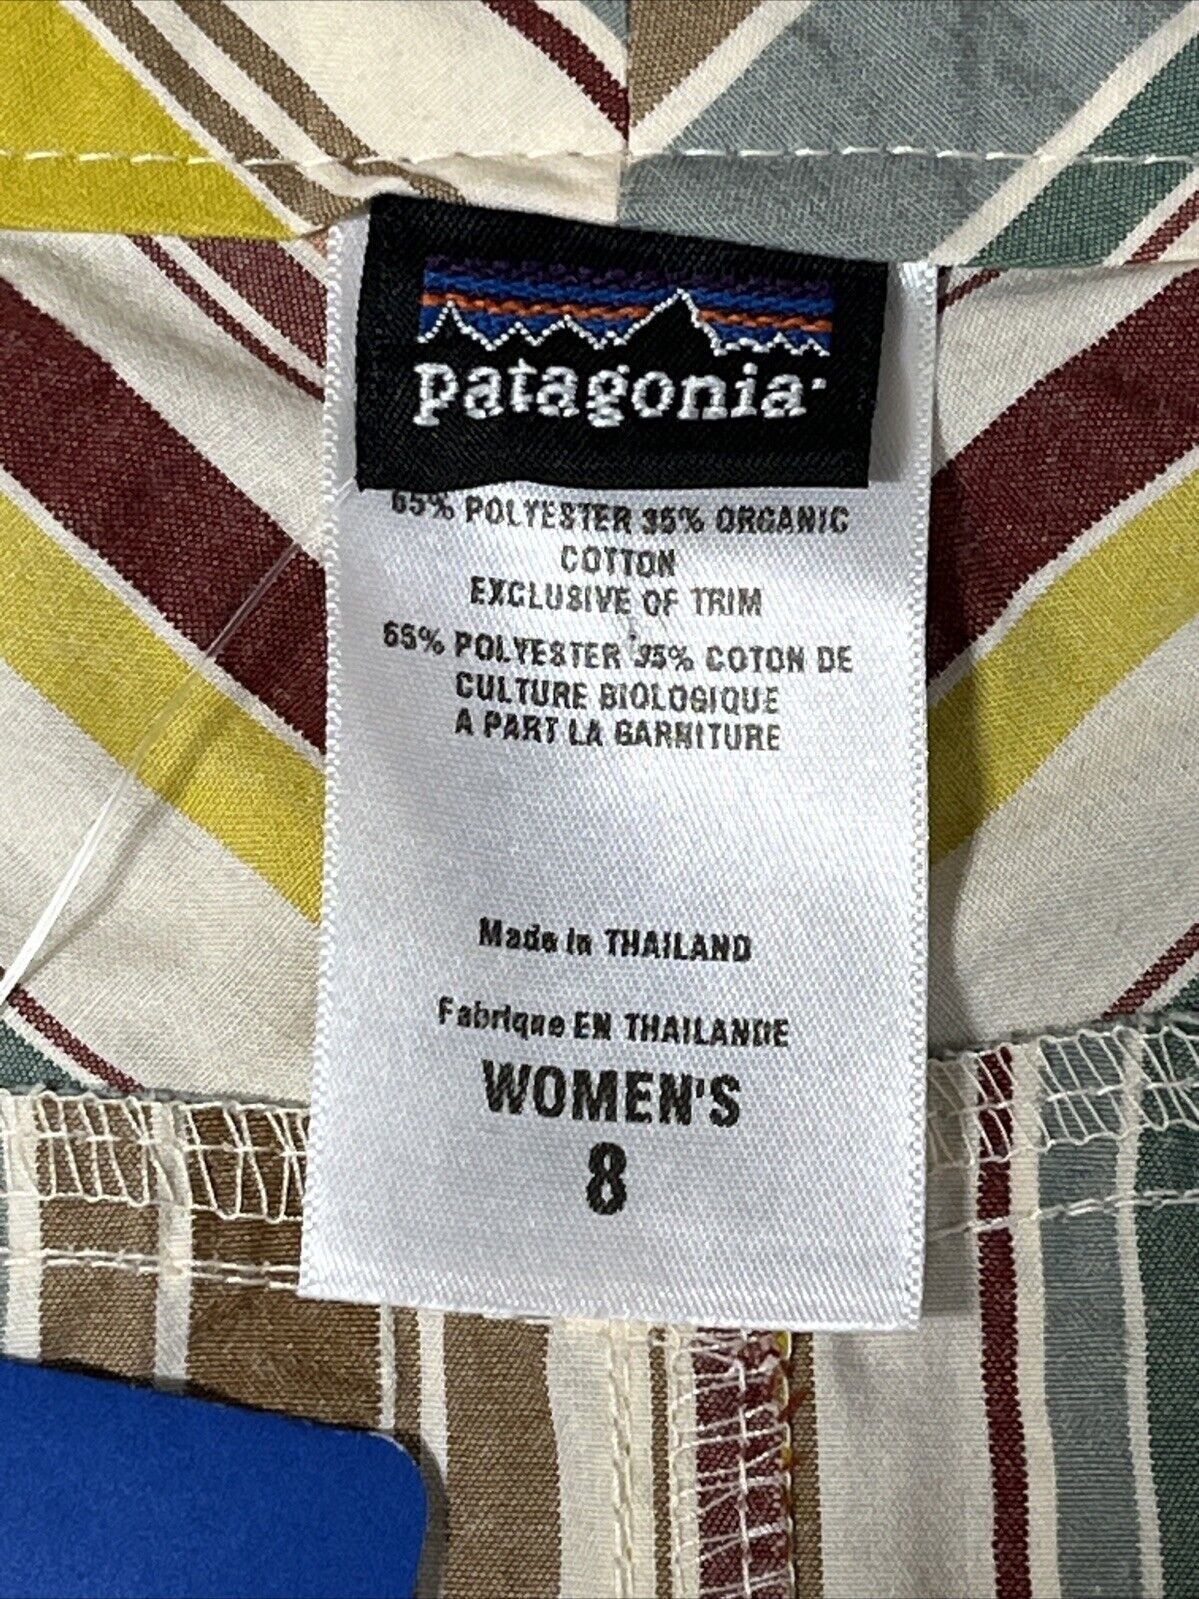 patagonia
65% POLYESTER 35% ORGANIC
COTTON
EXCLUSIVE OF TRIM
65% POLYESTER 35% COTON DE
CULTURE BIOLOGIQUE
A PART LA GARNITURE
Made in THAILAND
Fabrique EN THAILANDE
WOMEN'S
8